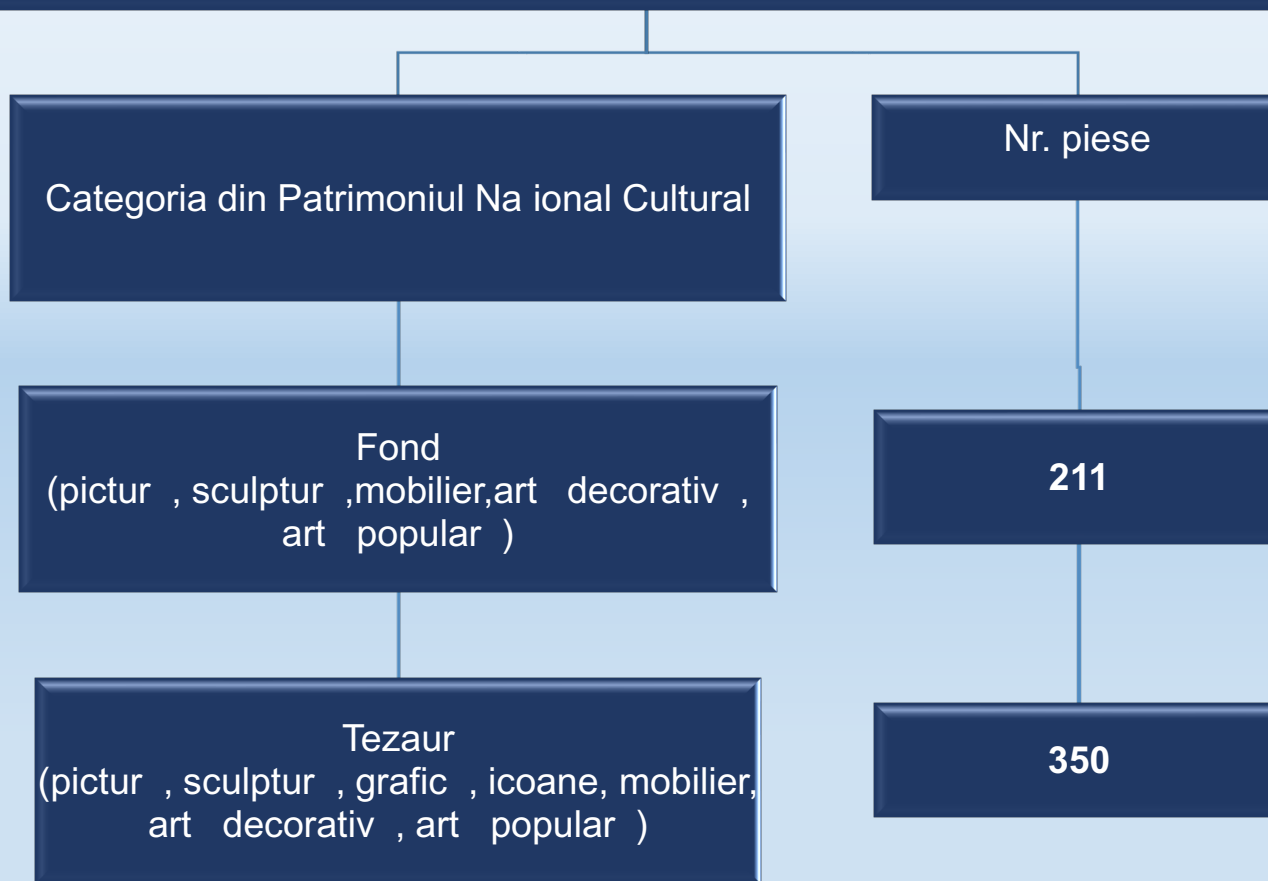 Categoria din Patrimoniul Na ional Cultural
Nr. piese
Fond
(pictur , sculptur ,mobilier,art decorativ ,
art popular )
211
Tezaur
(pictur , sculptur , grafic , icoane, mobilier,
art decorativ , art popular )
350